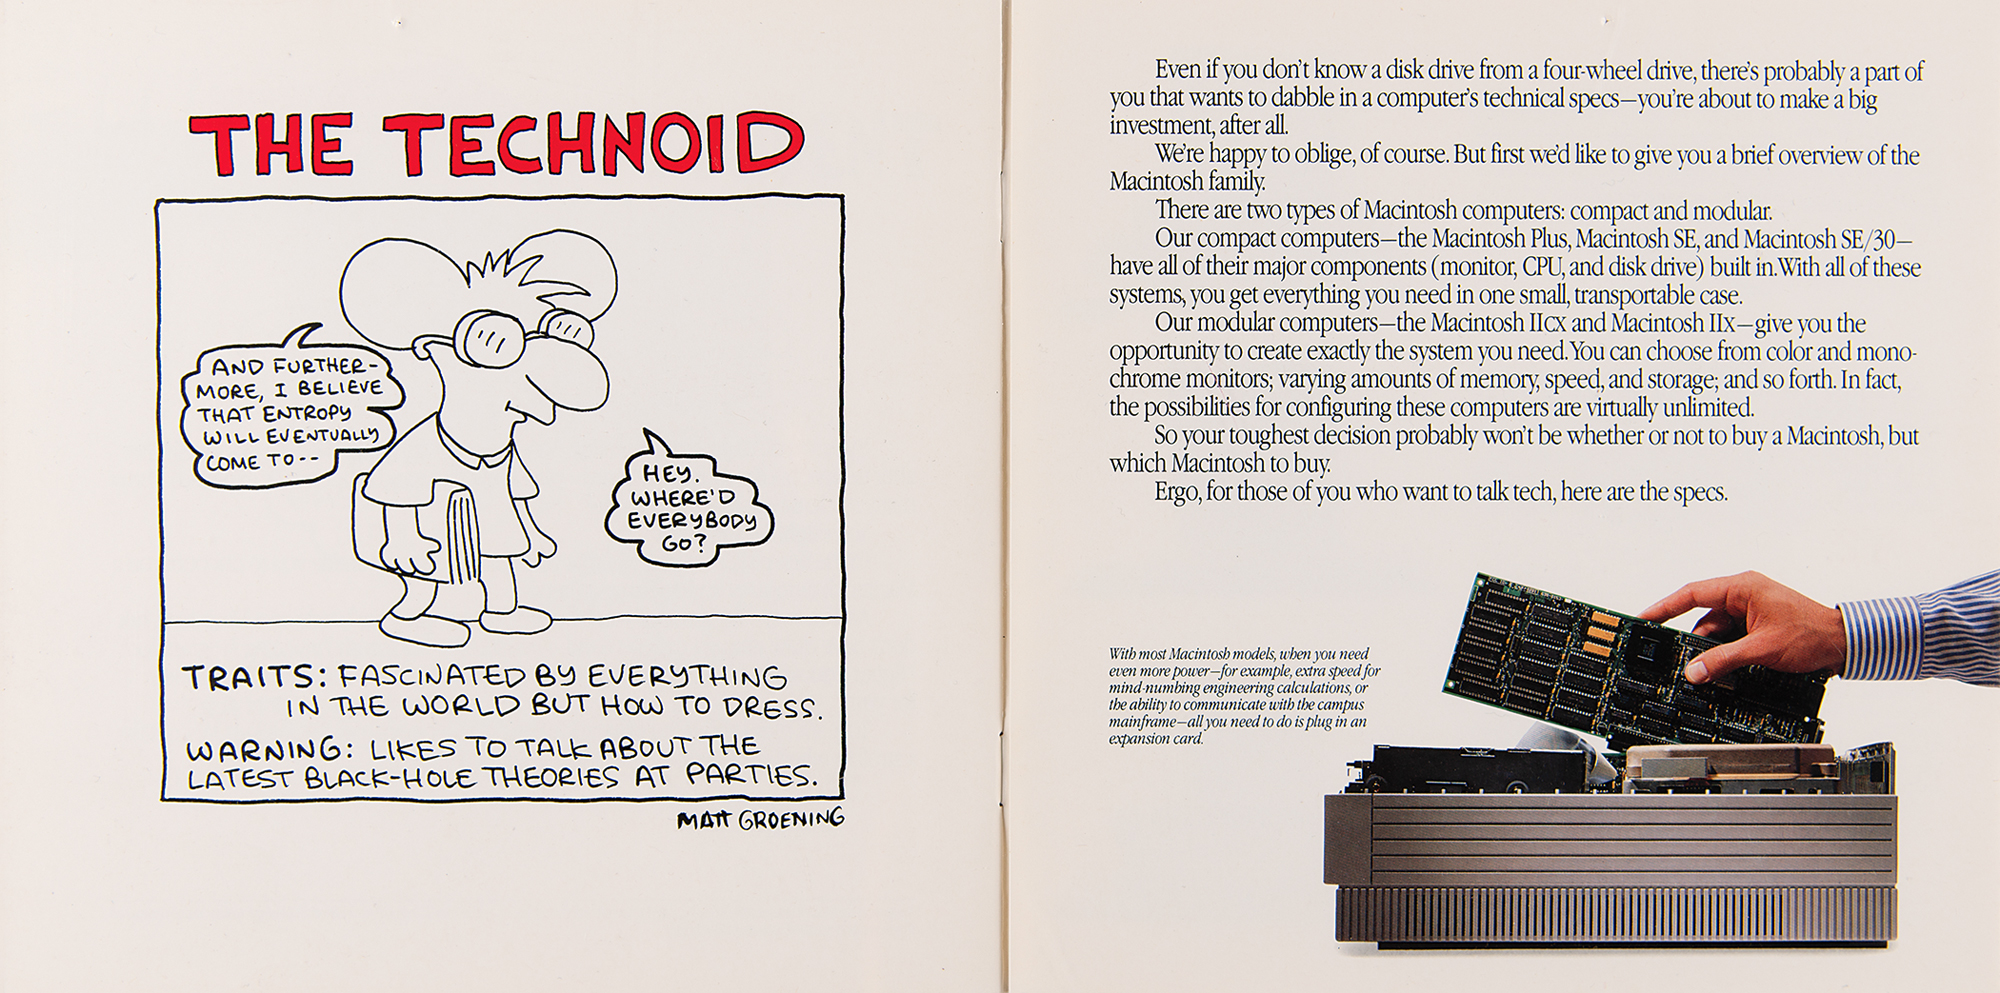 THE TECHNOID
AND FURTHER-
MORE, I BELIEVE
THAT ENTROPY
WILL EVENTUALLY
COME TO--
HEY.
WHERE'D
EVERYBODY
GO?
TRAITS: FASCINATED BY EVERYTHING
IN THE WORLD BUT HOW TO DRESS.
WARNING: LIKES TO TALK ABOUT THE
LATEST BLACK-HOLE THEORIES AT PARTIES.
MATT GROENING
Even if you don't know a disk drive from a four-wheel drive, there's probably a part of
you that wants to dabble in a computer's technical specs—you're about to make a big
investment, after all.
We're happy to oblige, of course. But first we'd like to give you a brief overview of the
Macintosh family.
There are two types of Macintosh computers: compact and modular.
Our compact computers—the Macintosh Plus, Macintosh SE, and Macintosh SE/30—
have all of their major components (monitor, CPU, and disk drive) built in. With all of these
systems, you get everything you need in one small, transportable case.
Our modular computers—the Macintosh IIcx and Macintosh IIx—give you the
opportunity to create exactly the system you need. You can choose from color and mono-
chrome monitors; varying amounts of memory, speed, and storage; and so forth. In fact,
the possibilities for configuring these computers are virtually unlimited.
So your toughest decision probably won't be whether or not to buy a Macintosh, but
which Macintosh to buy.
Ergo, for those of you who want to talk tech, here are the specs.
With most Macintosh models, when you need
even more power—for example, extra speed for
mind-numbing engineering calculations, or
the ability to communicate with the campus
mainframe—all you need to do is plug in an
expansion card.